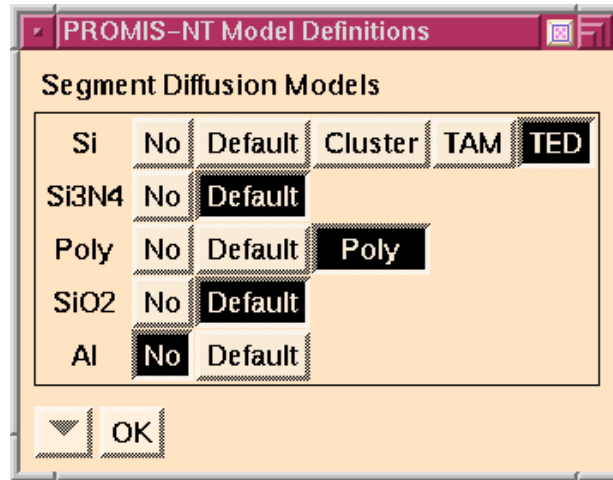 PROMIS-NT Model Definitions
Segment Diffusion Models
Si No Default Cluster TAM TED
Si3N4 No Default
Poly No Default Poly
SiO2 No Default
Al No Default
OK